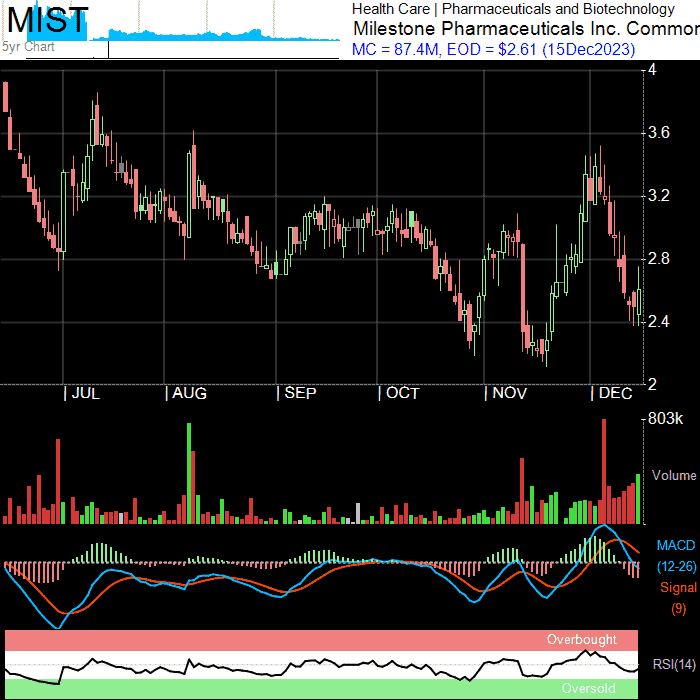 MIST
5yr Chart
Health Care | Pharmaceuticals and Biotechnology
Milestone Pharmaceuticals Inc. Common
MC = 87.4M, EOD = $2.61 (15Dec2023)
4
3.6
3.2
2.8
2.4
2
| JUL | AUG | SEP | OCT | NOV | DEC
803k
Volume
MACD
(12-26)
Signal
(9)
Overbought
RSI(14)
Oversold